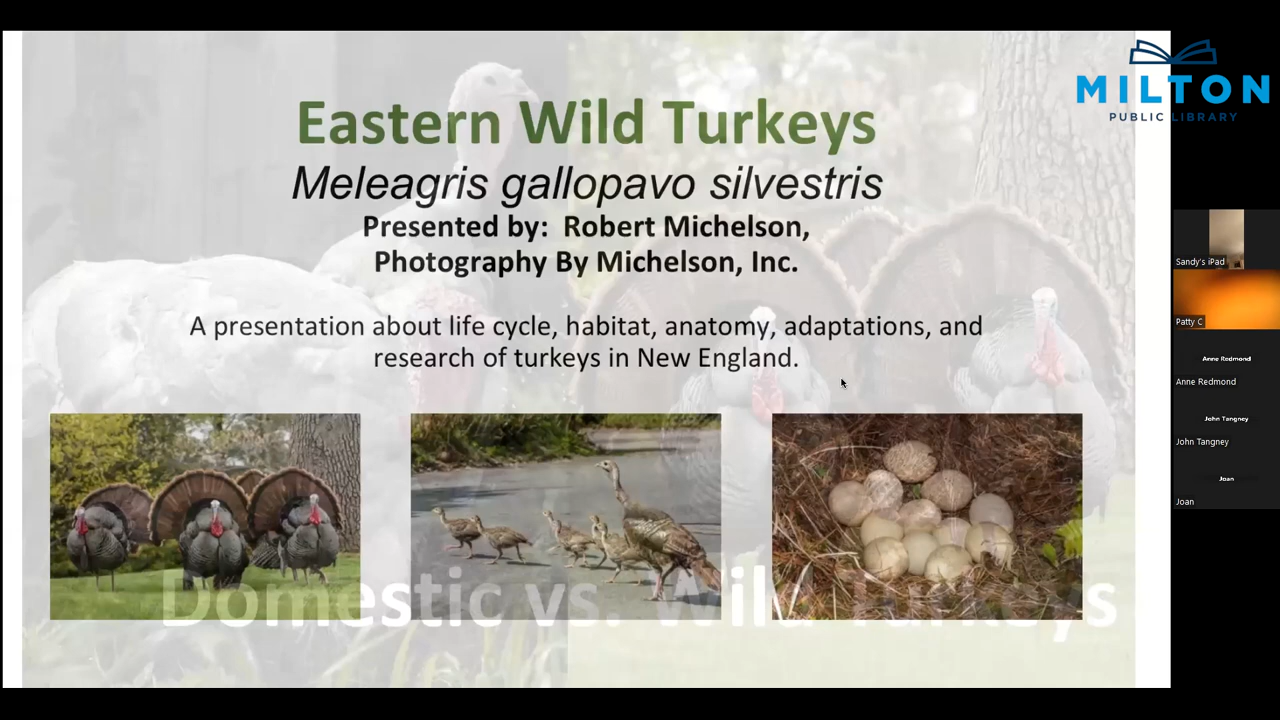 Eastern Wild Turkeys
Meleagris gallopavo silvestris
Presented by: Robert Michelson,
Photography By Michelson, Inc.
A presentation about life cycle, habitat, anatomy, adaptations, and
research of turkeys in New England.
Domestic vs. Wild Turkeys
MILTON
PUBLIC LIBRARY
Sandy's iPad
Patty C
Anne Redmond
Anne Redmond
John Tangney
John Tangney
Joan
Joan